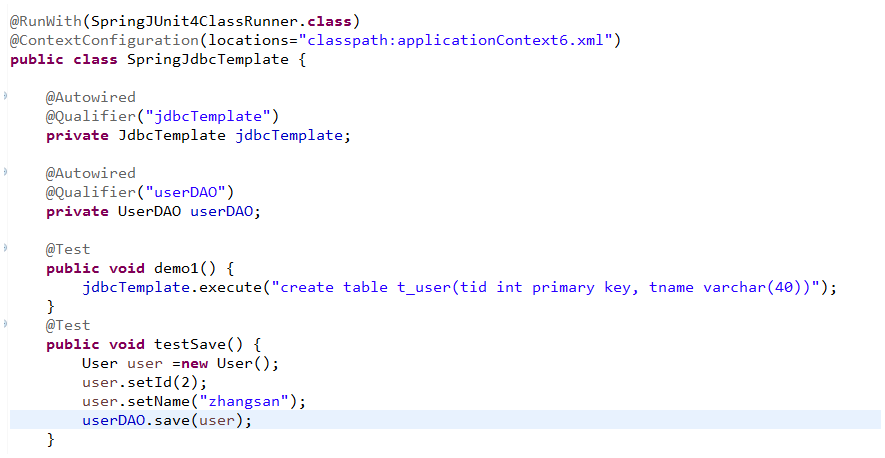 @RunWith(SpringJUnit4ClassRunner.class)
@ContextConfiguration(locations="classpath:applicationContext6.xml")
public class SpringJdbcTemplate {
@Autowired
@Qualifier("jdbcTemplate")
private JdbcTemplate jdbcTemplate;
@Autowired
@Qualifier("userDAO")
private UserDAO userDAO;
@Test
public void demo1() {
jdbcTemplate.execute("create table t_user(tid int primary key, tname varchar(40))");
}
@Test
public void testSave() {
User user =new User();
user.setId(2);
user.setName("zhangsan");
userDAO.save(user);
}